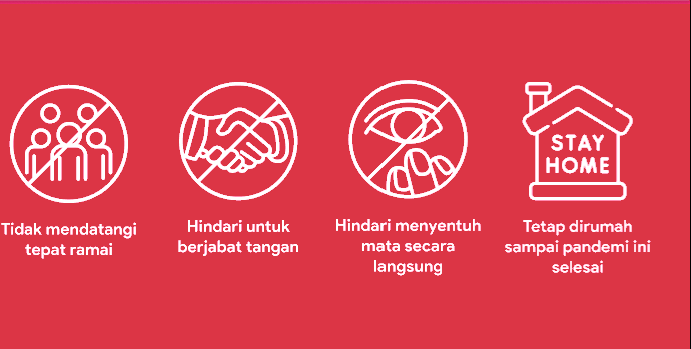 Tidak mendatangi
tepat ramai
Hindari untuk
berjabat tangan
Hindari menyentuh
mata secara
langsung
STAY
HOME
Tetap dirumah
sampai pandemi ini
selesai